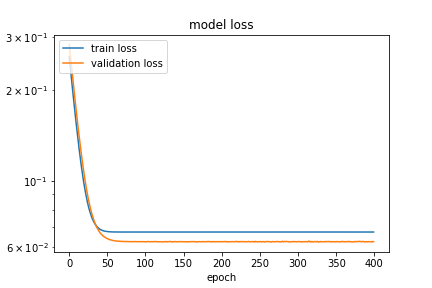 model loss
3 × 10⁻¹
train loss
validation loss
2 × 10⁻¹
10⁻¹
6 × 10⁻²
0 50 100 150 200 250 300 350 400
epoch